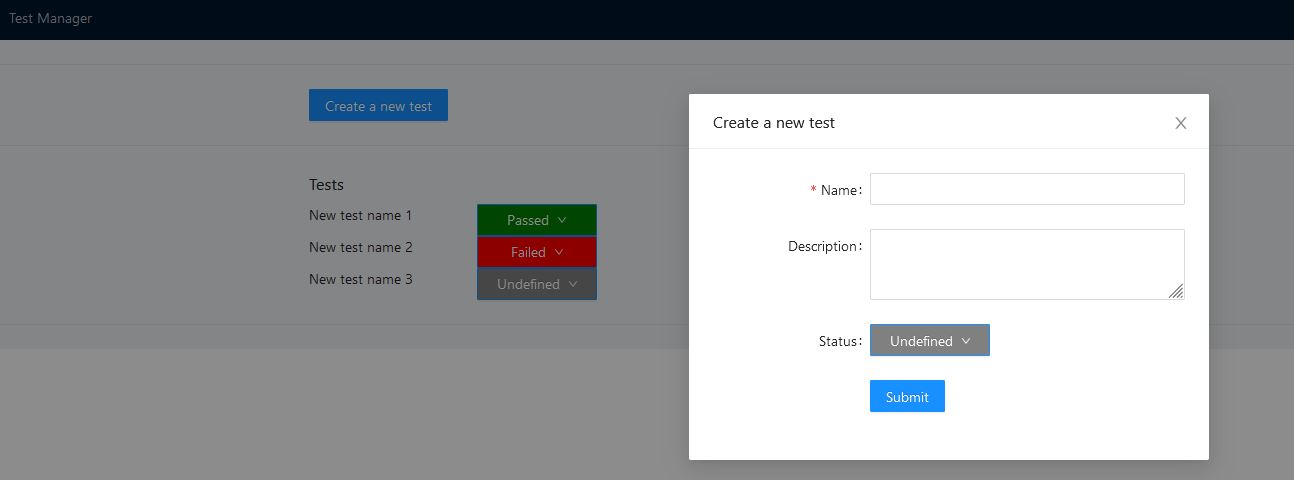 Test Manager
Create a new test
Tests
New test name 1 Passed
New test name 2 Failed
New test name 3 Undefined
Create a new test
* Name:
Description:
Status: Undefined
Submit